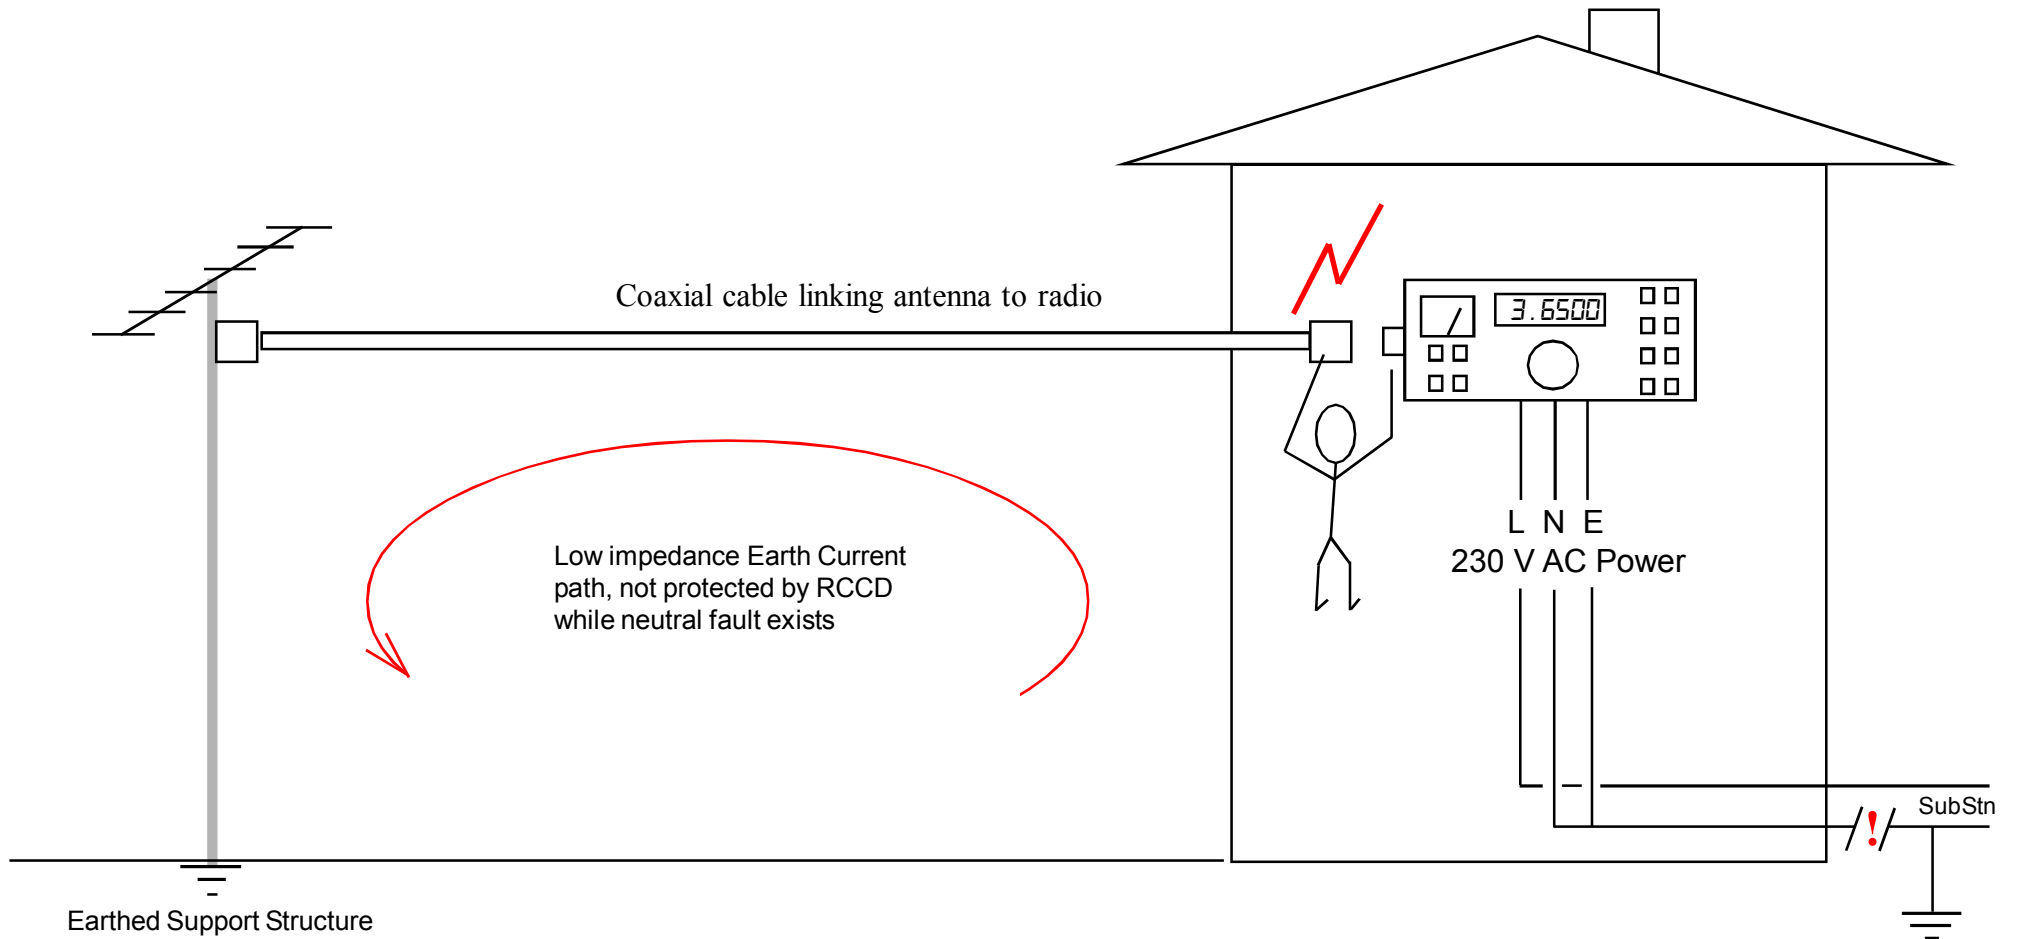 Coaxial cable linking antenna to radio
3.6500
Low impedance Earth Current
path, not protected by RCCD
while neutral fault exists
L N E
230 V AC Power
SubStn
!
Earthed Support Structure